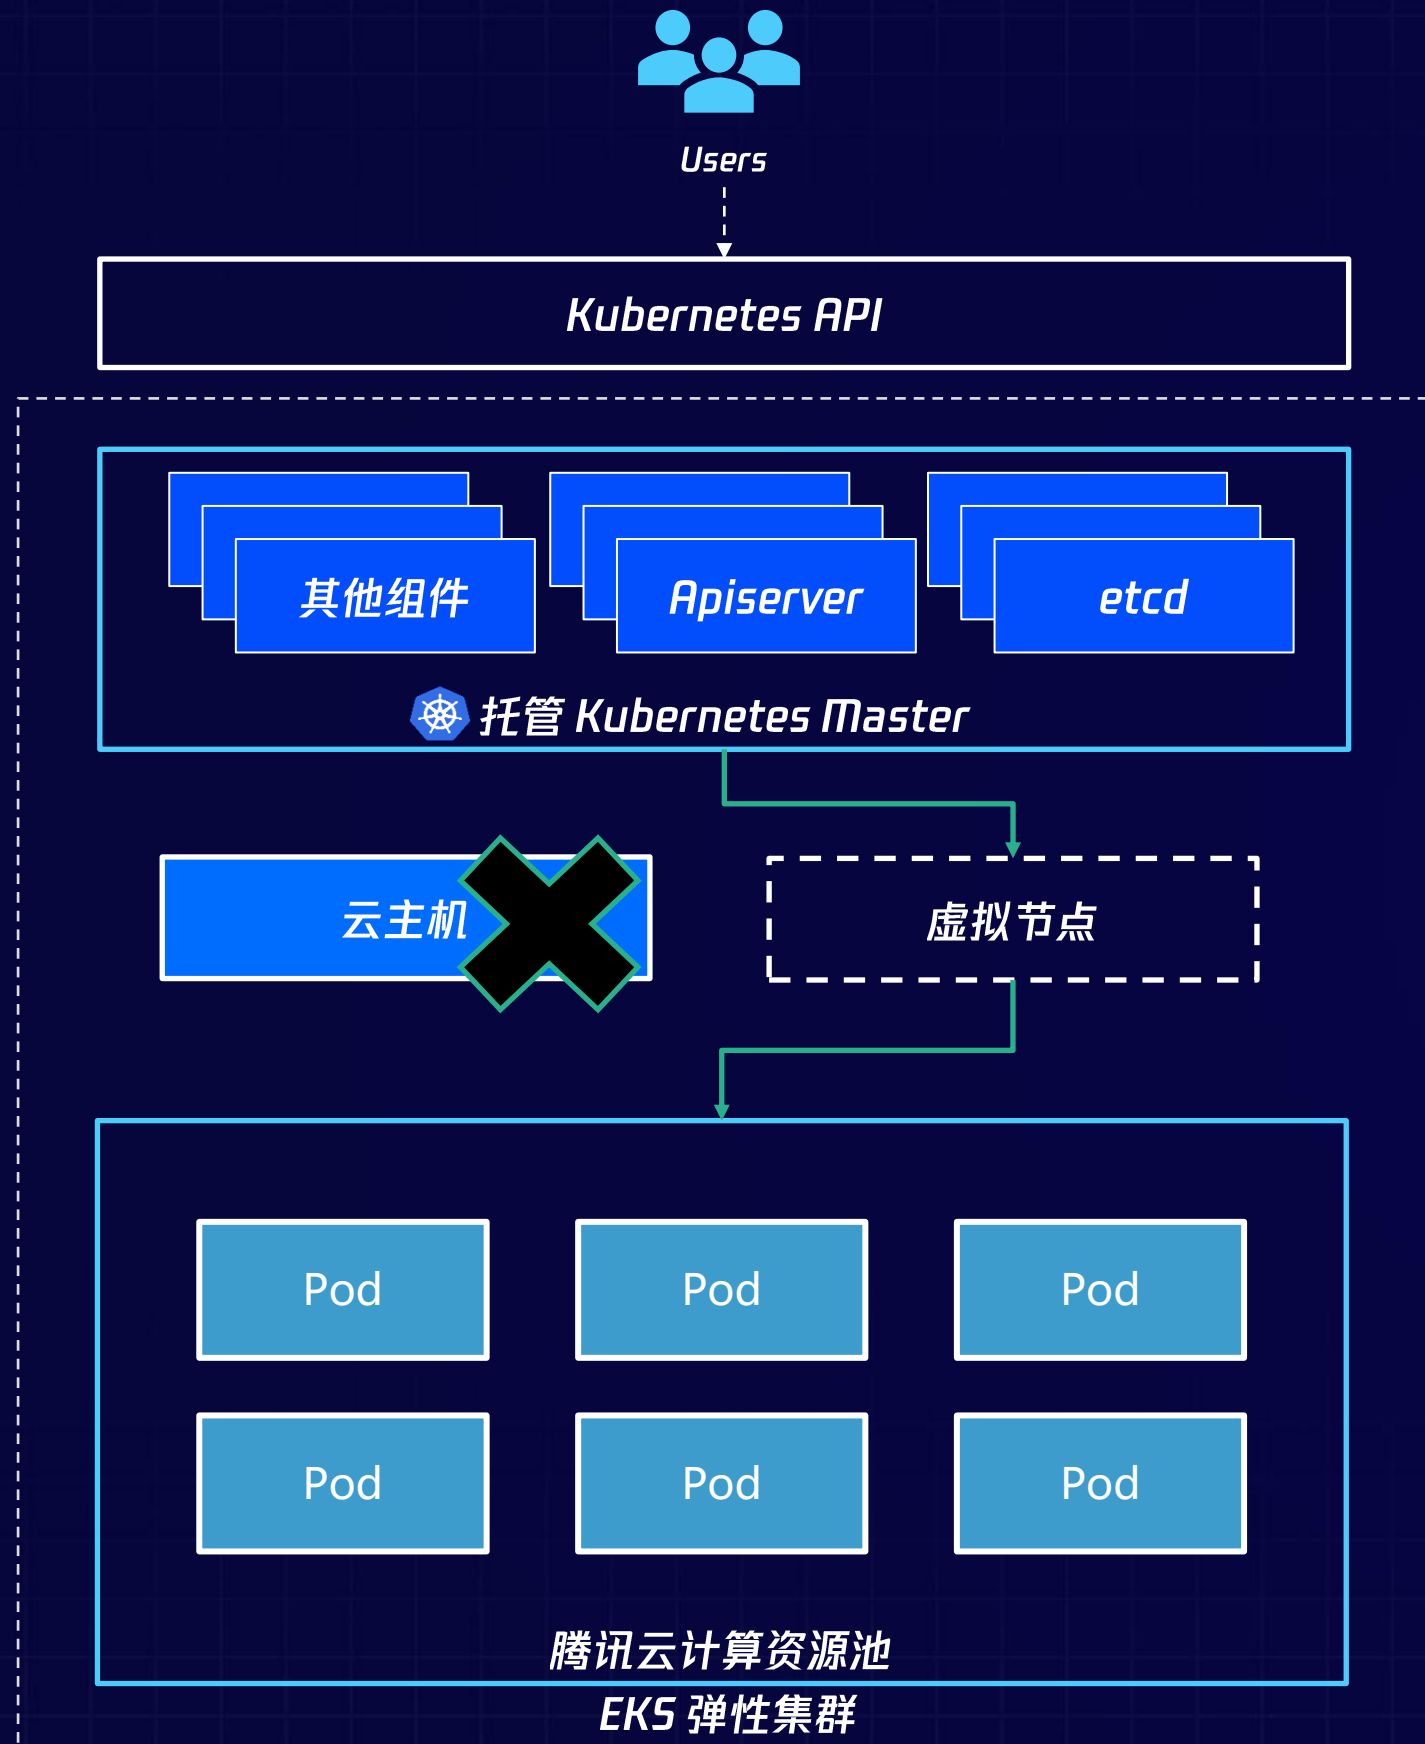 Users
Kubernetes API
其他组件
Apiserver
etcd
托管 Kubernetes Master
云主机
虚拟节点
Pod
Pod
Pod
Pod
Pod
Pod
腾讯云计算资源池
EKS 弹性集群